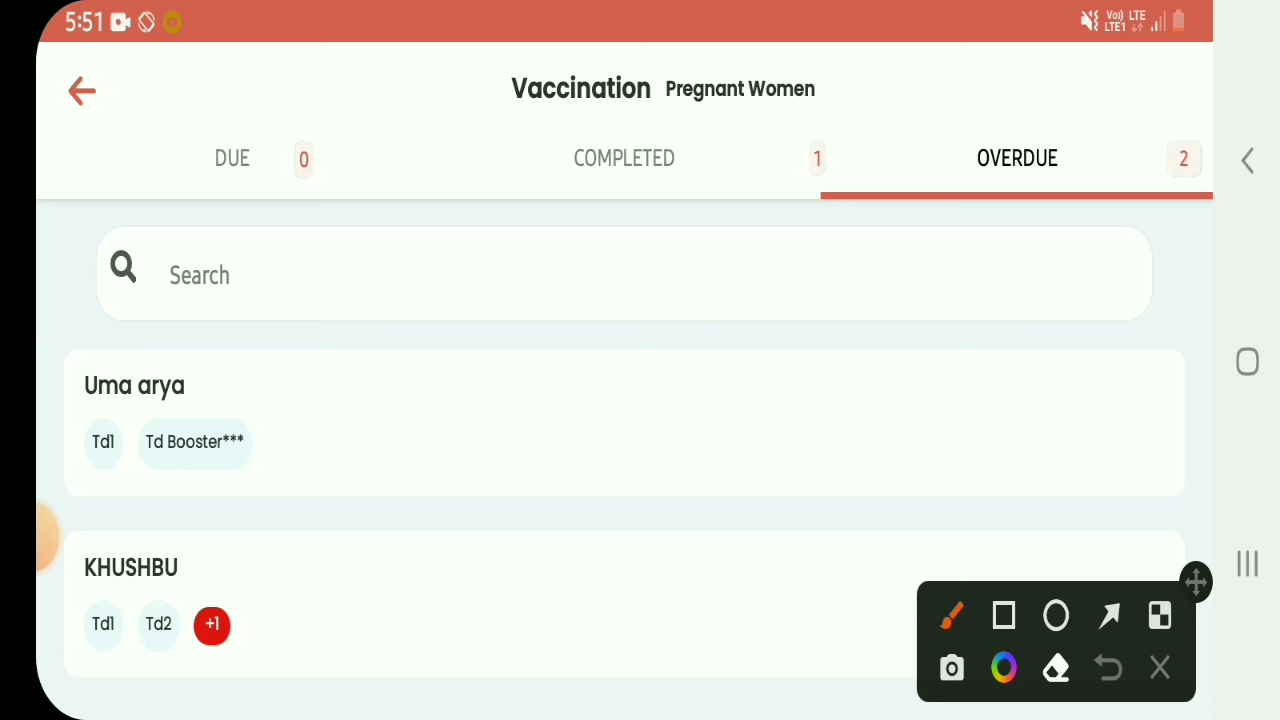 5:51
Vo) LTE
LTE1
Vaccination Pregnant Women
DUE 0 COMPLETED 1 OVERDUE 2
Search
Uma arya
Td1 Td Booster***
KHUSHBU
Td1 Td2 +1